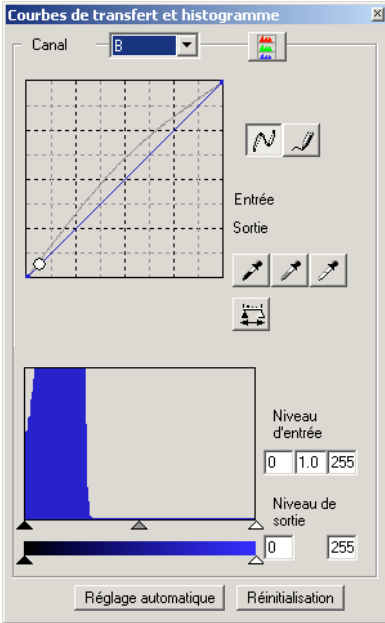 Courbes de transfert et histogramme
Canal
B
Entrée
Sortie
Niveau
d'entrée
0 1.0 255
Niveau de
sortie
0 255
Réglage automatique
Réinitialisation